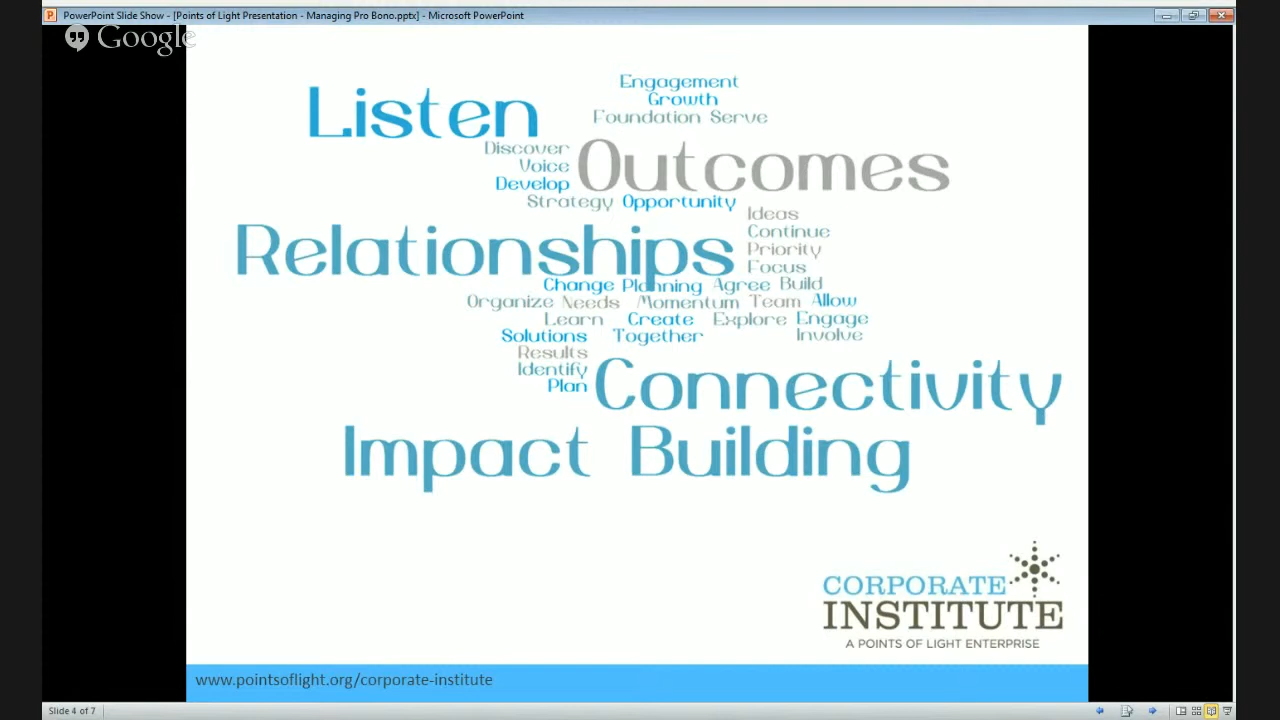 PowerPoint Slide Show - [Points of Light Presentation - Managing Pro Bono.pptx] - Microsoft PowerPoint
Google
Engagement
Listen
Growth
Foundation Serve
Discover
Outcomes
Voice
Develop
Strategy Opportunity
Ideas
Relationships
Continue
Priority
Focus
Change Planning Agree Build
Organize Needs Momentum Team Allow
Learn Create Explore Engage
Solutions Together Involve
Results
Identify
Connectivity
Plan
Impact Building
CORPORATE
INSTITUTE
A POINTS OF LIGHT ENTERPRISE
www.pointsoflight.org/corporate-institute
Slide 4 of 7